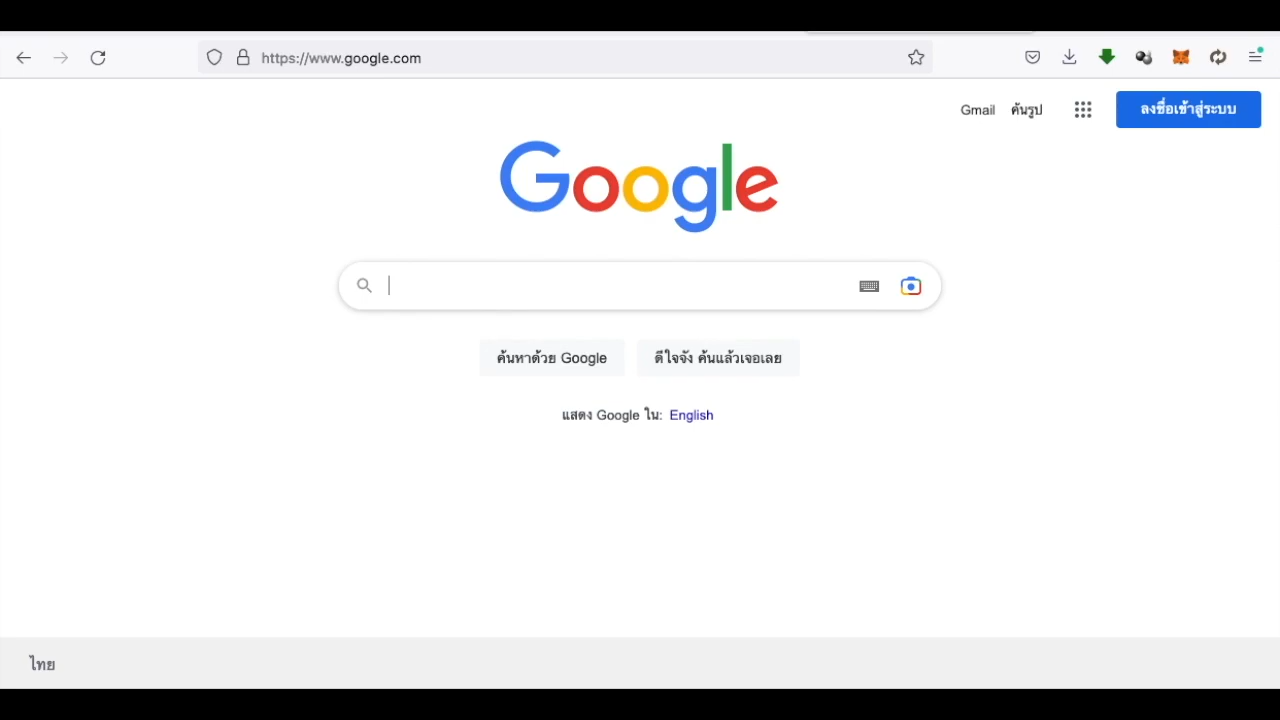 https://www.google.com
Gmail ค้นรูป ลงชื่อเข้าสู่ระบบ
Google
ค้นหาด้วย Google ดีใจจัง ค้นแล้วเจอเลย
แสดง Google ใน: English
ไทย